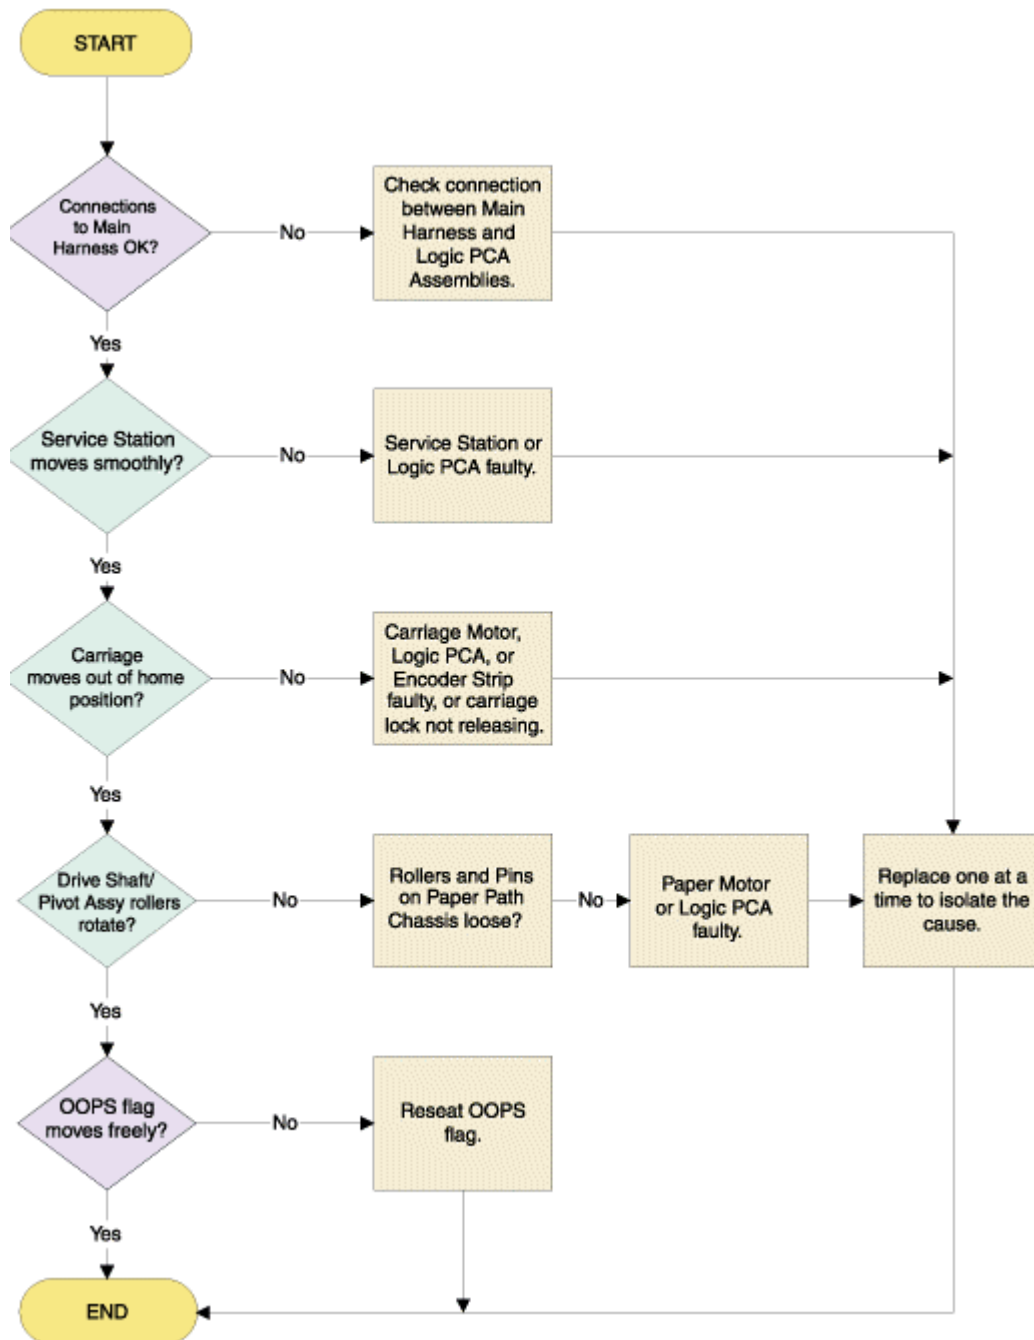 START
Connections
to Main
Harness OK?
No
Check connection
between Main
Harness and
Logic PCA
Assemblies.
Yes
Service Station
moves smoothly?
No
Service Station or
Logic PCA faulty.
Yes
Carriage
moves out of home
position?
No
Carriage Motor,
Logic PCA, or
Encoder Strip
faulty, or carriage
lock not releasing.
Yes
Drive Shaft/
Pivot Assy rollers
rotate?
No
Rollers and Pins
on Paper Path
Chassis loose?
No
Paper Motor
or Logic PCA
faulty.
Replace one at a
time to isolate the
cause.
Yes
OOPS flag
moves freely?
No
Reseat OOPS
flag.
Yes
END